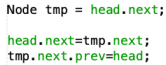 Node tmp = head.next;
head.next=tmp.next;
tmp.next.prev=head;